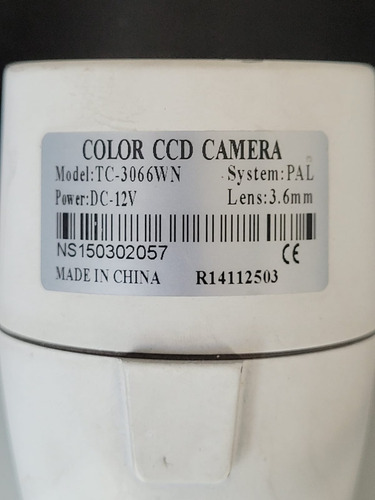 COLOR CCD CAMERA
Model:TC-3066WN System:PAL
Power:DC-12V Lens:3.6mm
NS150302057 CE
MADE IN CHINA R14112503